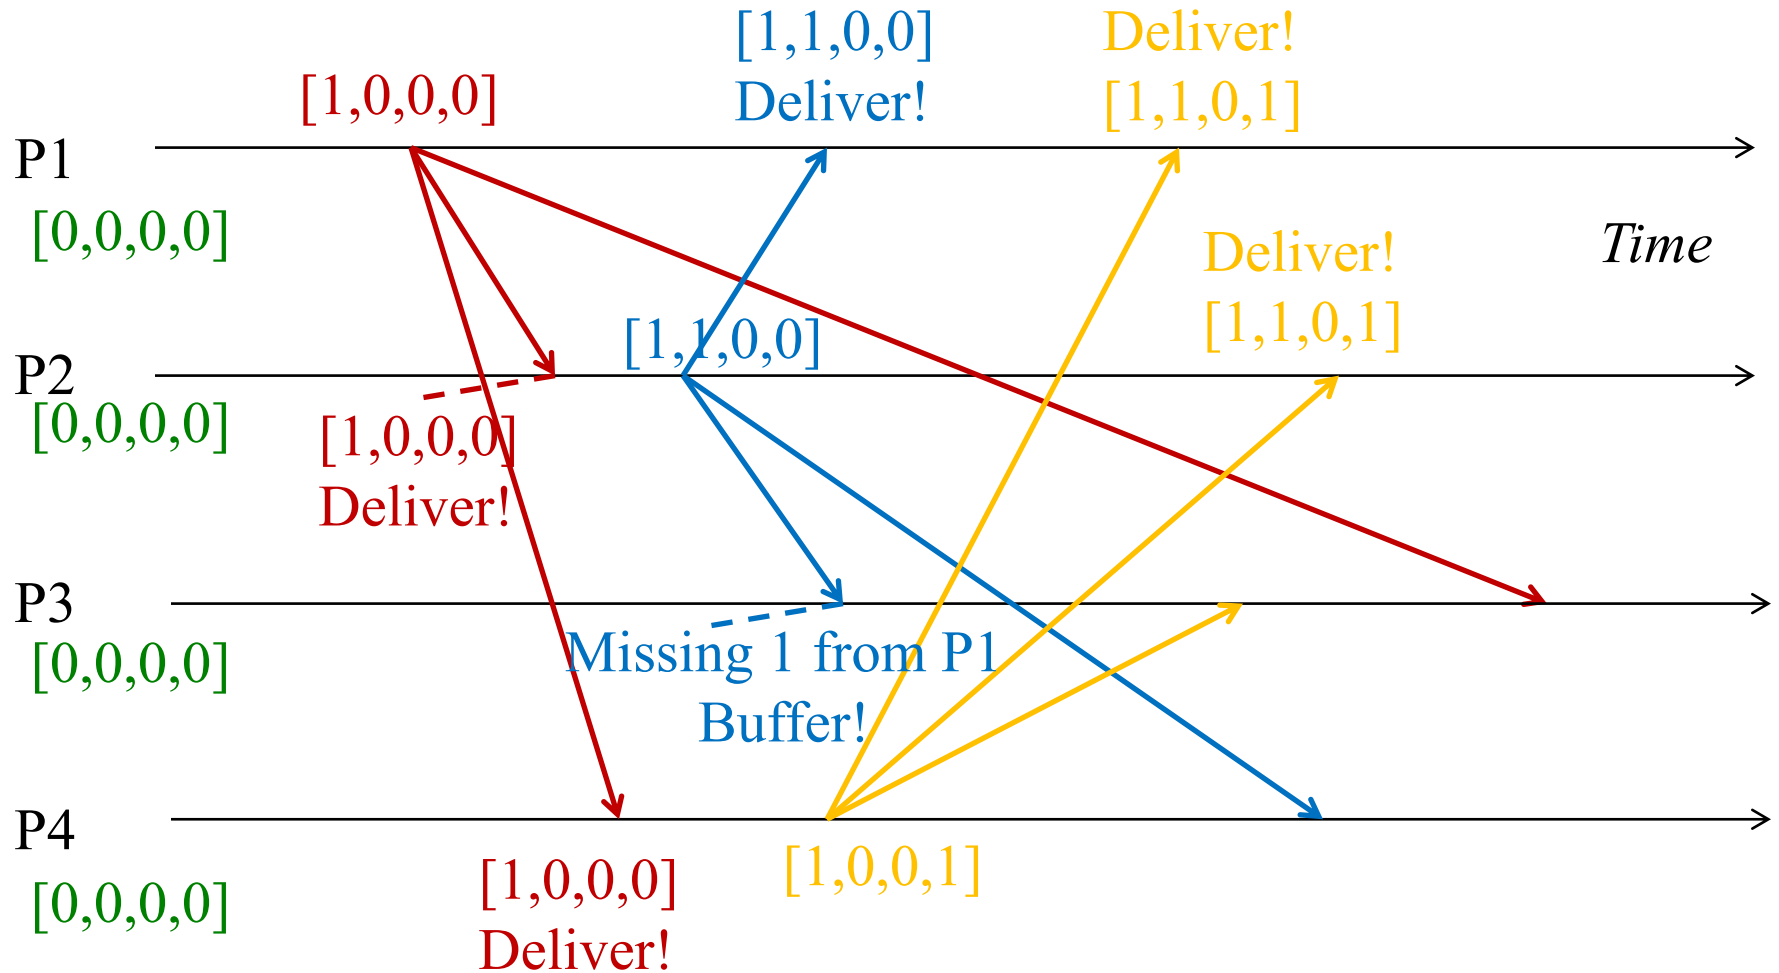 [1,1,0,0]
Deliver!
Deliver!
[1,1,0,1]
[1,0,0,0]
P1
[0,0,0,0]
Time
Deliver!
[1,1,0,1]
[1,1,0,0]
P2
[0,0,0,0]
[1,0,0,0]
Deliver!
P3
[0,0,0,0]
Missing 1 from P1
Buffer!
P4
[0,0,0,0]
[1,0,0,0]
Deliver!
[1,0,0,1]